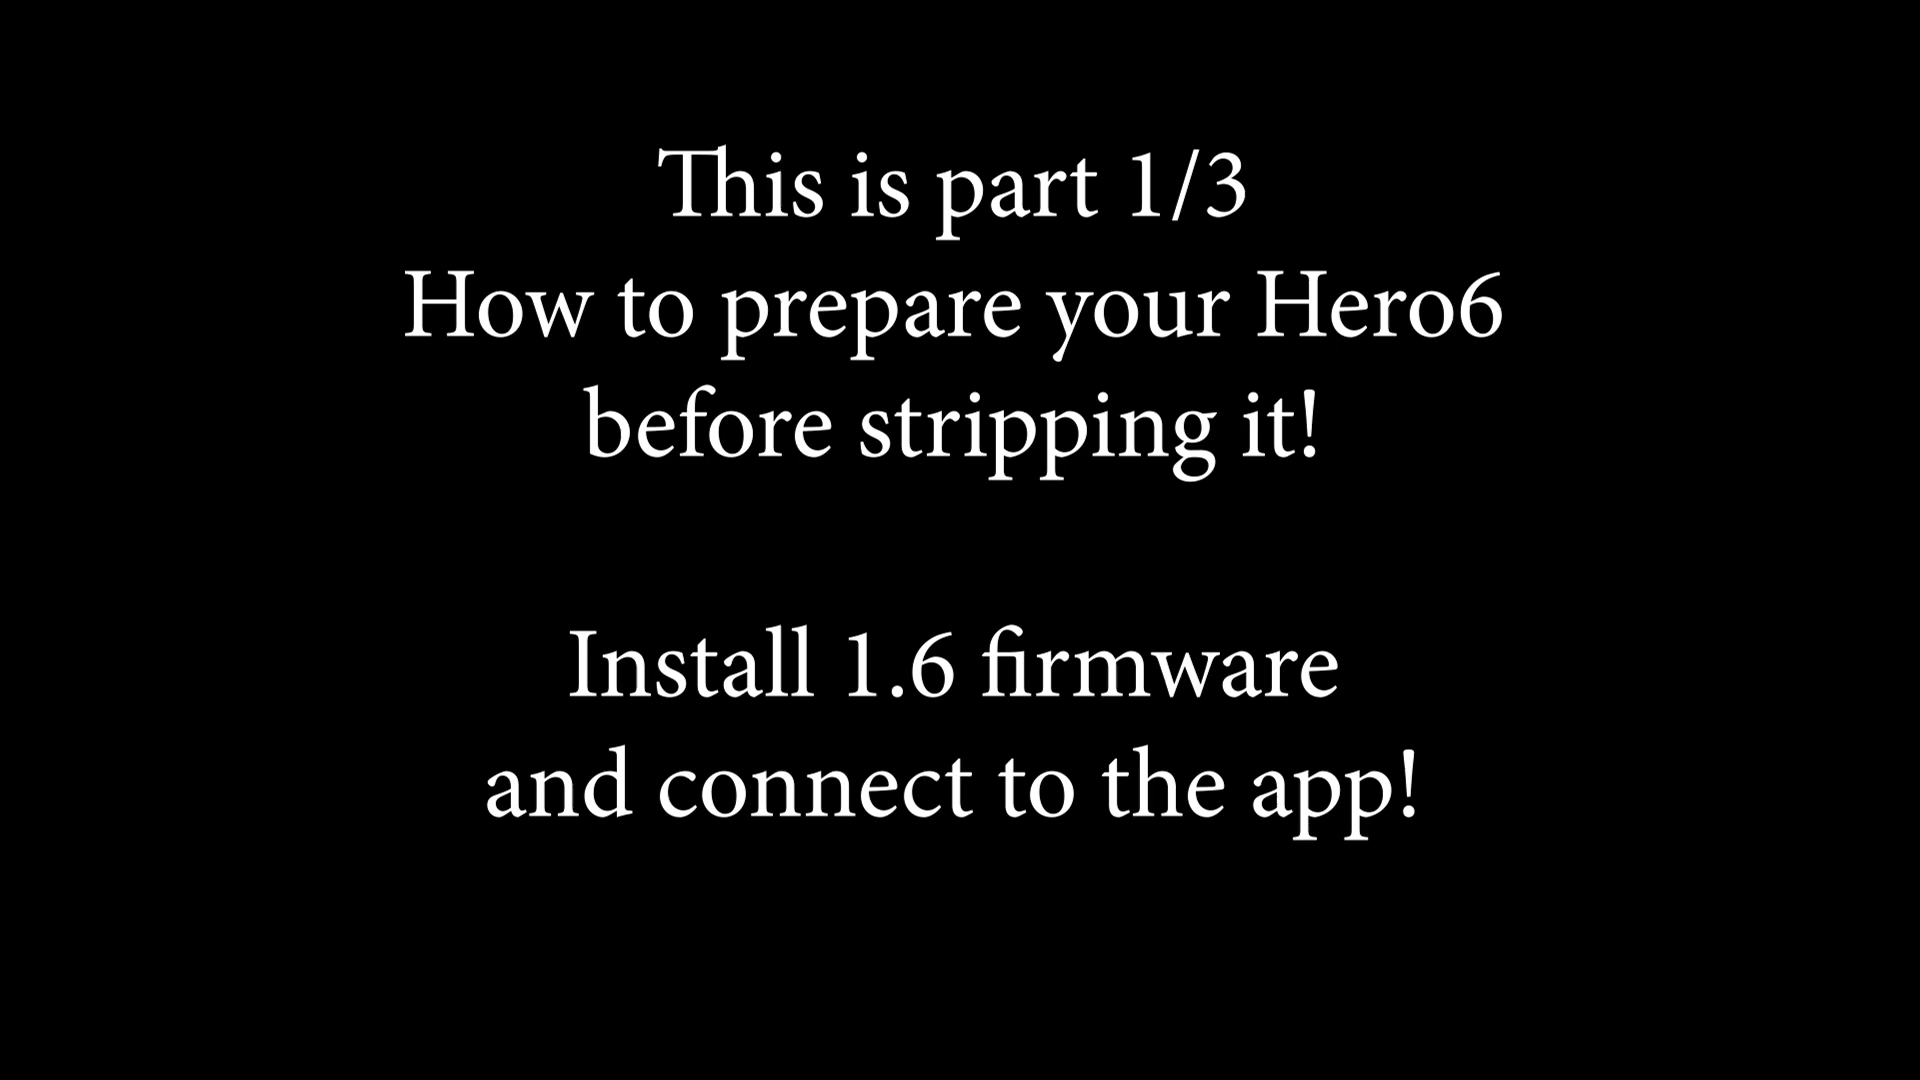 This is part 1/3
How to prepare your Hero6
before stripping it!
Install 1.6 firmware
and connect to the app!